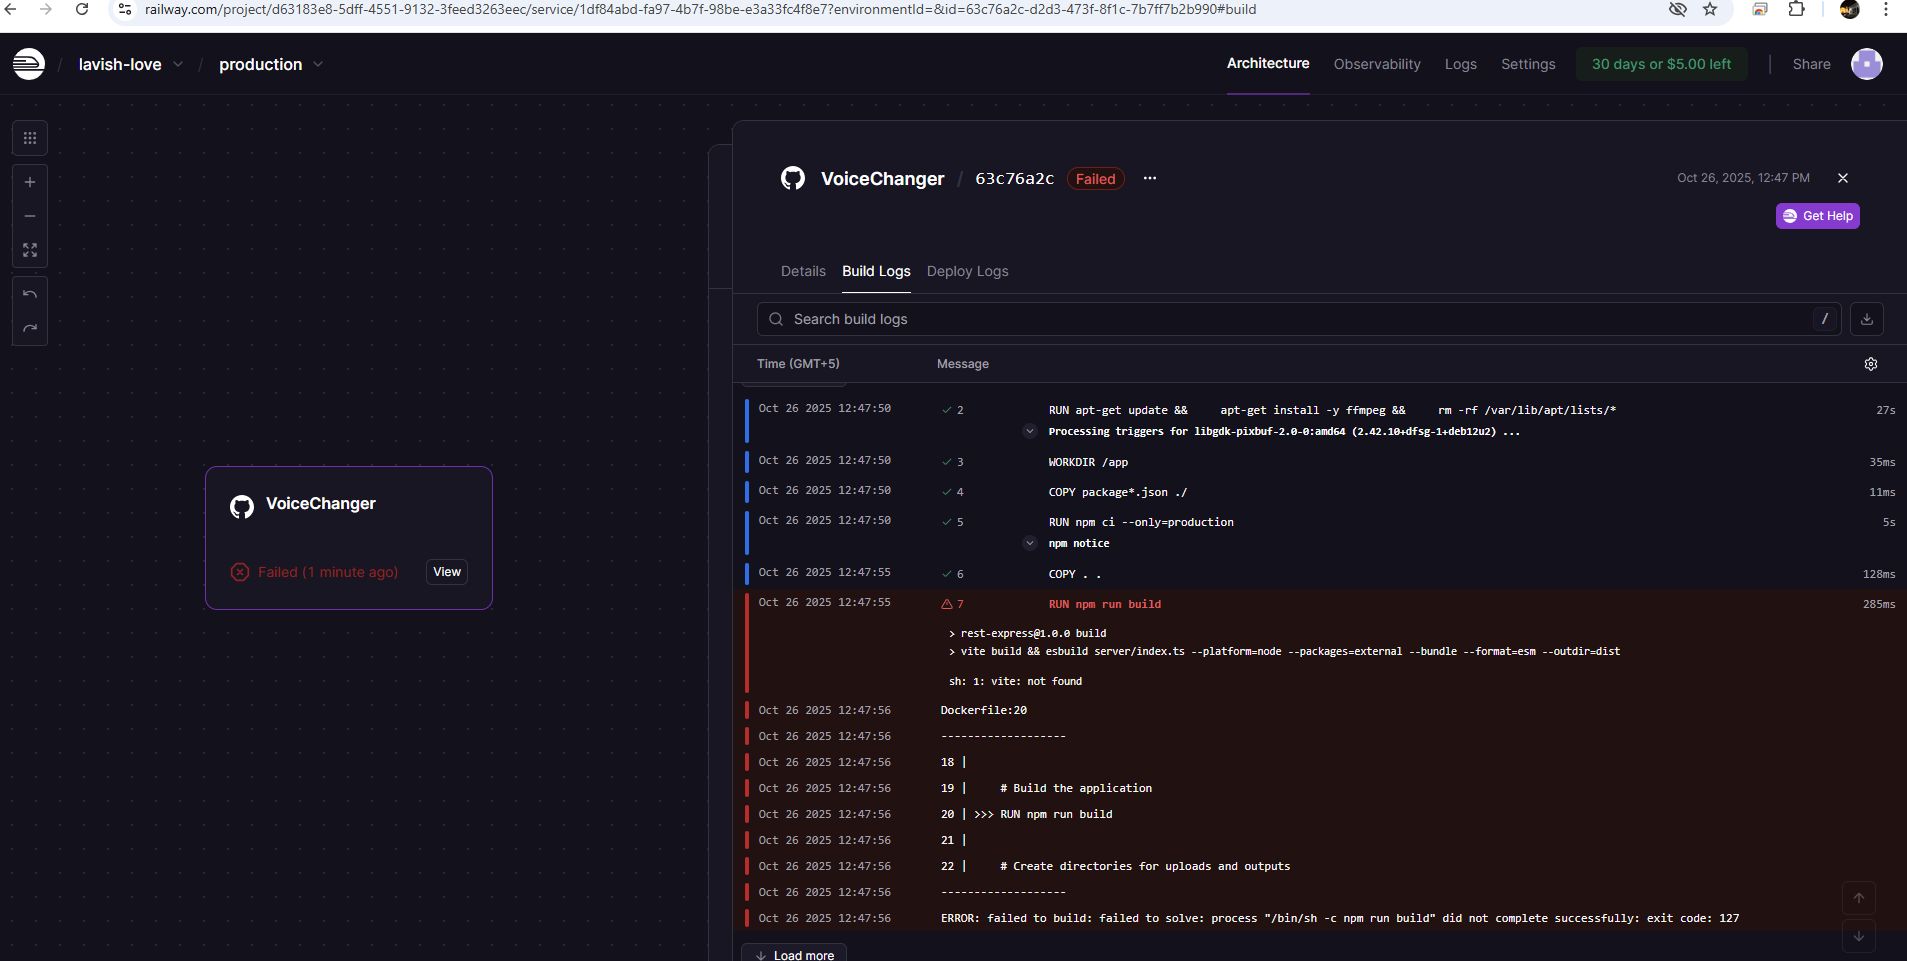 railway.com/project/d63183e8-5dff-4551-9132-3feed3263eec/service/1df84abd-fa97-4b7f-98be-e3a33fc4f8e7?environmentId=&id=63c76a2c-d2d3-473f-8f1c-7b7ff7b2b990#build
/ lavish-love / production
Architecture Observability Logs Settings 30 days or $5.00 left | Share
VoiceChanger / 63c76a2c Failed ... Oct 26, 2025, 12:47 PM
Get Help
Details Build Logs Deploy Logs
Search build logs /
Time (GMT+5) Message
Oct 26 2025 12:47:50 2 RUN apt-get update && apt-get install -y ffmpeg && rm -rf /var/lib/apt/lists/* 27s
Processing triggers for libgdk-pixbuf-2.0-0:amd64 (2.42.10+dfsg-1+deb12u2) ...
Oct 26 2025 12:47:50 3 WORKDIR /app 35ms
Oct 26 2025 12:47:50 4 COPY package*.json ./ 11ms
Oct 26 2025 12:47:50 5 RUN npm ci --only=production 5s
npm notice
Oct 26 2025 12:47:55 6 COPY . . 128ms
Oct 26 2025 12:47:55 7 RUN npm run build 285ms
> rest-express@1.0.0 build
> vite build && esbuild server/index.ts --platform=node --packages=external --bundle --format=esm --outdir=dist
sh: 1: vite: not found
Oct 26 2025 12:47:56 Dockerfile:20
Oct 26 2025 12:47:56 -------------------
Oct 26 2025 12:47:56 18 |
Oct 26 2025 12:47:56 19 | # Build the application
Oct 26 2025 12:47:56 20 | >>> RUN npm run build
Oct 26 2025 12:47:56 21 |
Oct 26 2025 12:47:56 22 | # Create directories for uploads and outputs
Oct 26 2025 12:47:56 -------------------
Oct 26 2025 12:47:56 ERROR: failed to build: failed to solve: process "/bin/sh -c npm run build" did not complete successfully: exit code: 127
Load more
VoiceChanger
Failed (1 minute ago) View